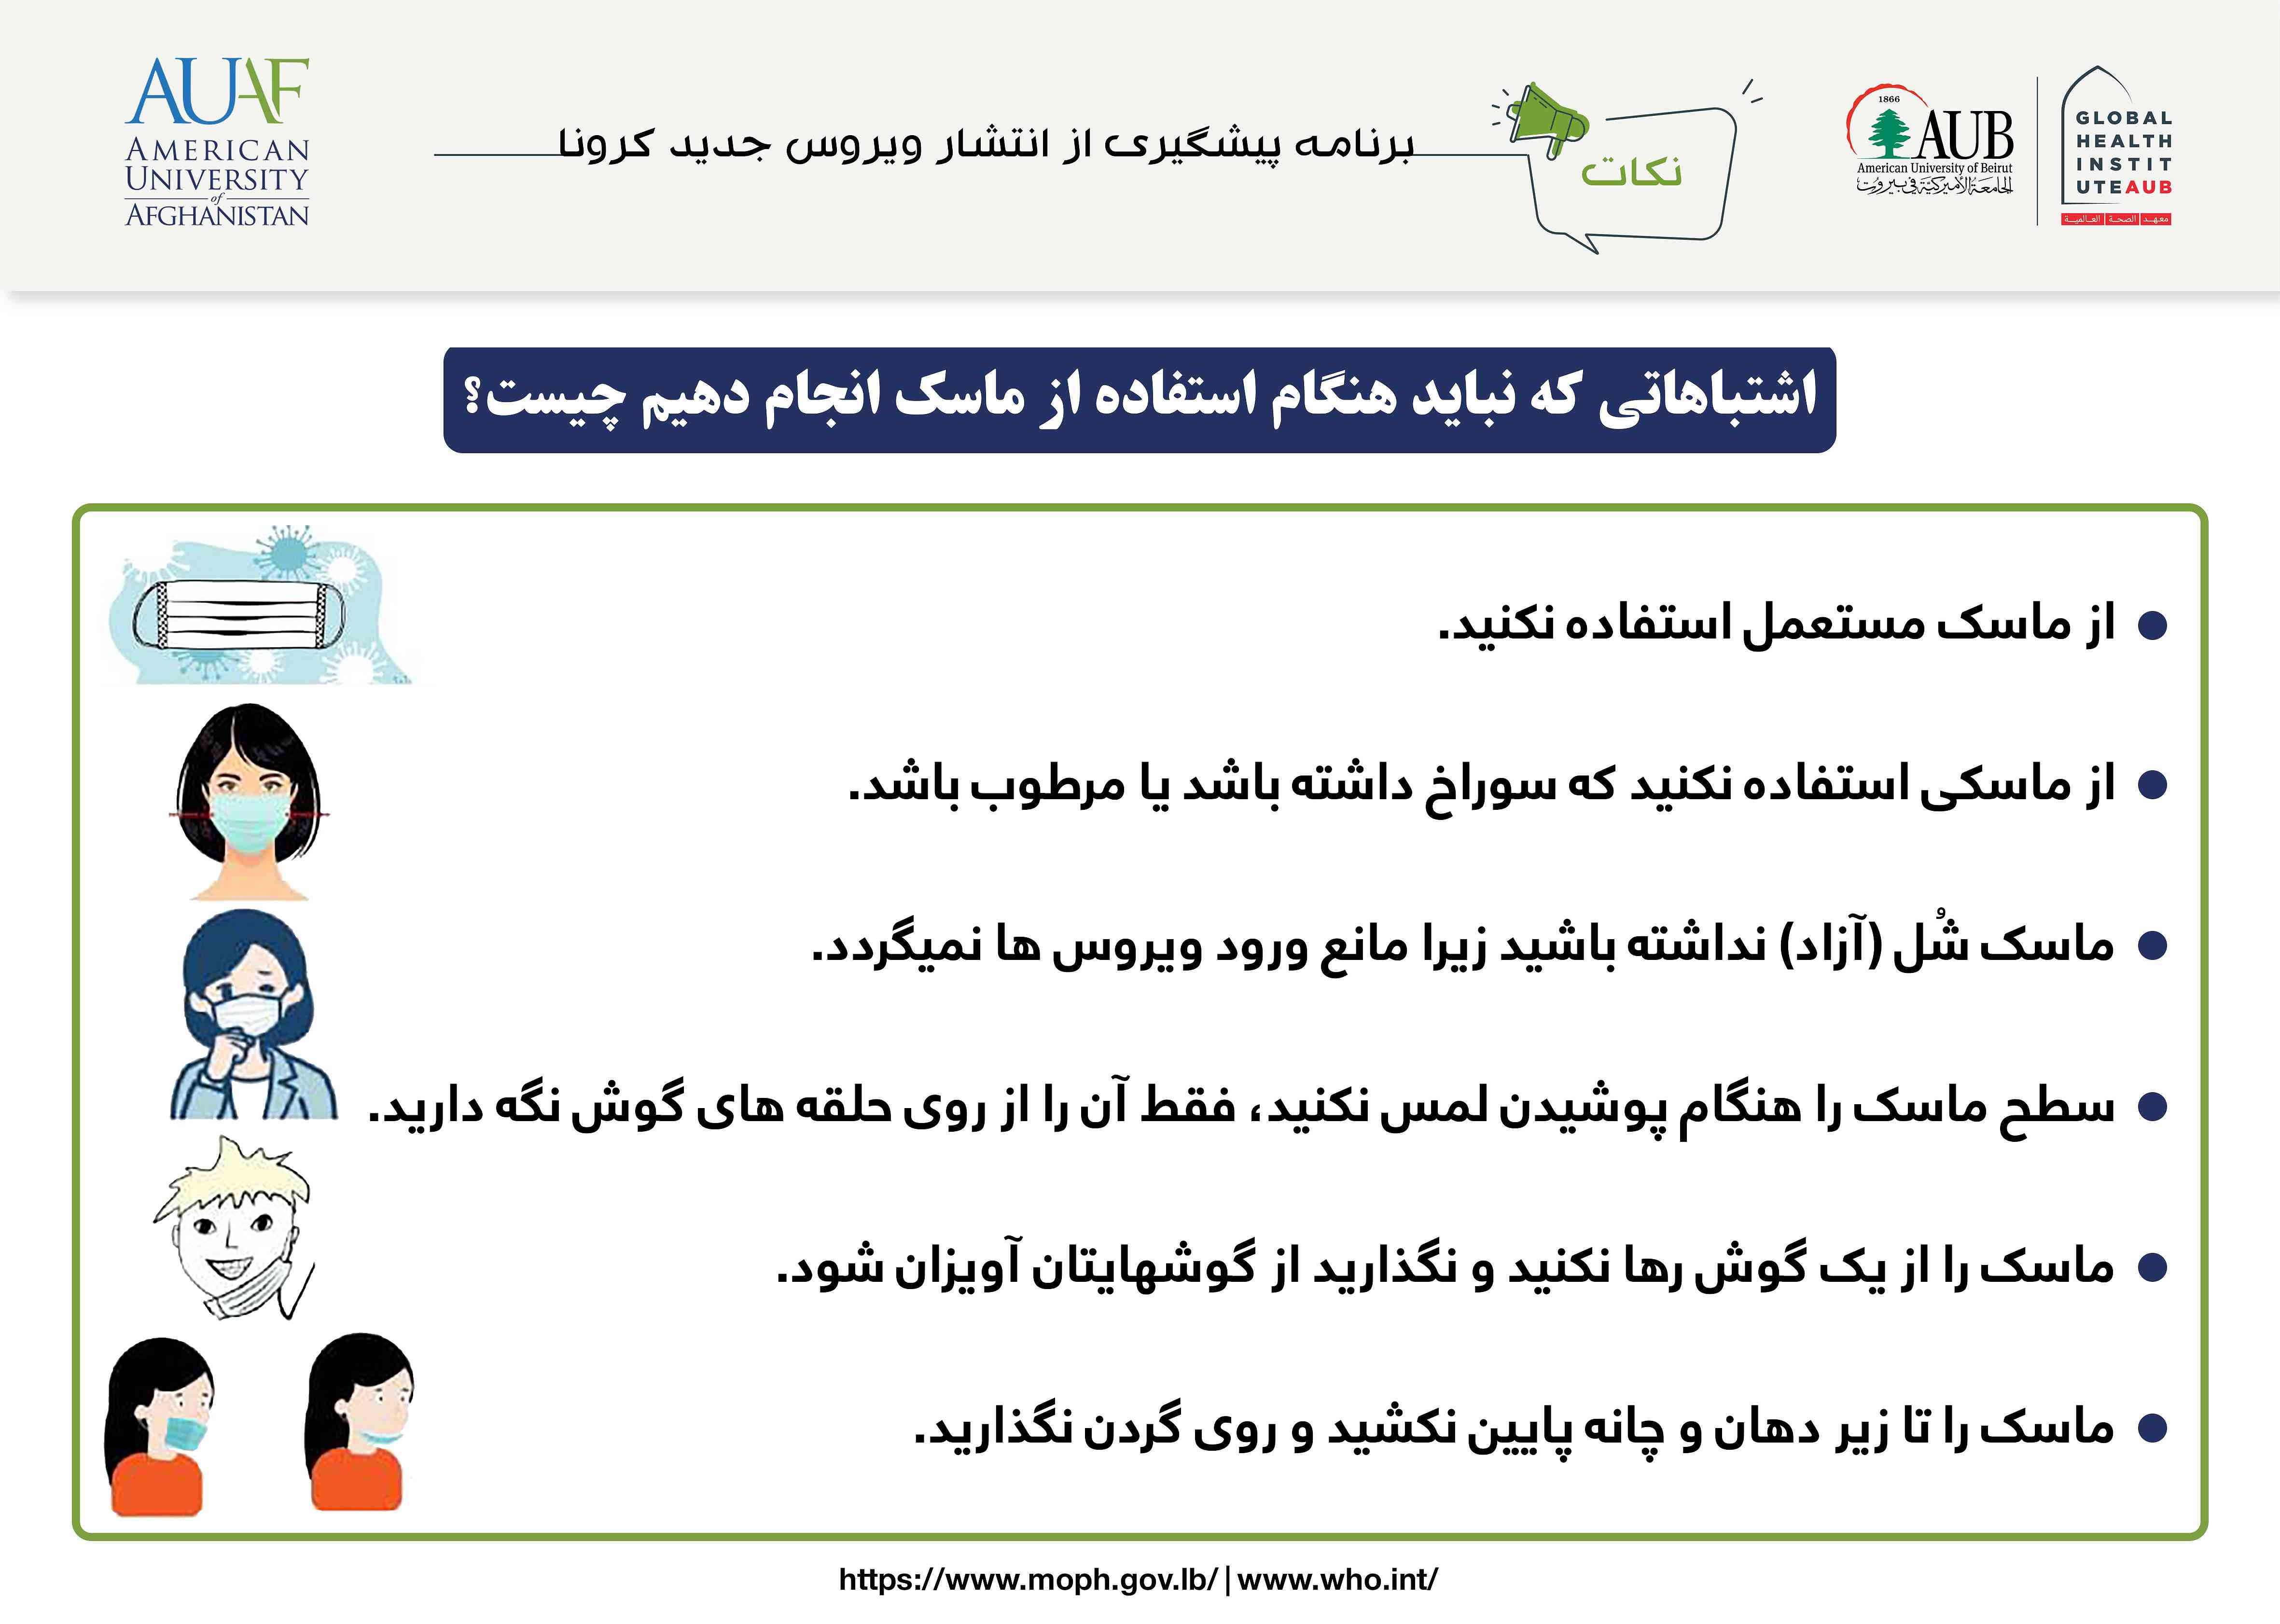 AUAF
AMERICAN
UNIVERSITY
of
AFGHANISTAN
برنامه پیشگیری از انتشار ویروس جدید کرونا
نکات
1866
AUB
American University of Beirut
الجامعة الأميركية في بيروت
GLOBAL
HEALTH
INSTIT
UTEAUB
معهد الصحة العالمية
اشتباهاتی که نباید هنگام استفاده از ماسک انجام دهیم چیست؟
● از ماسک مستعمل استفاده نکنید.
● از ماسکی استفاده نکنید که سوراخ داشته باشد یا مرطوب باشد.
● ماسک شُل (آزاد) نداشته باشید زیرا مانع ورود ویروس ها نمیگردد.
● سطح ماسک را هنگام پوشیدن لمس نکنید، فقط آن را از روی حلقه های گوش نگه دارید.
● ماسک را از یک گوش رها نکنید و نگذارید از گوشهایتان آویزان شود.
● ماسک را تا زیر دهان و چانه پایین نکشید و روی گردن نگذارید.
https://www.moph.gov.lb/ | www.who.int/